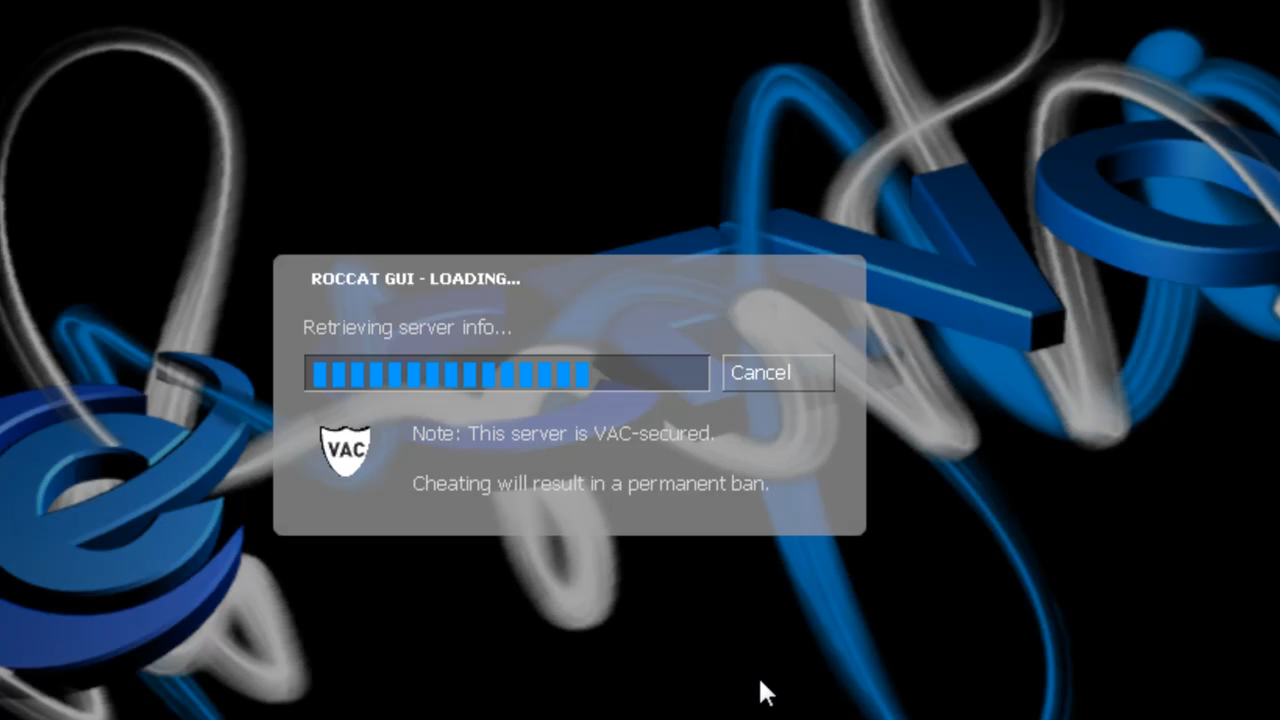 ROCCAT GUI - LOADING...
Retrieving server info...
Cancel
VAC
Note: This server is VAC-secured.
Cheating will result in a permanent ban.